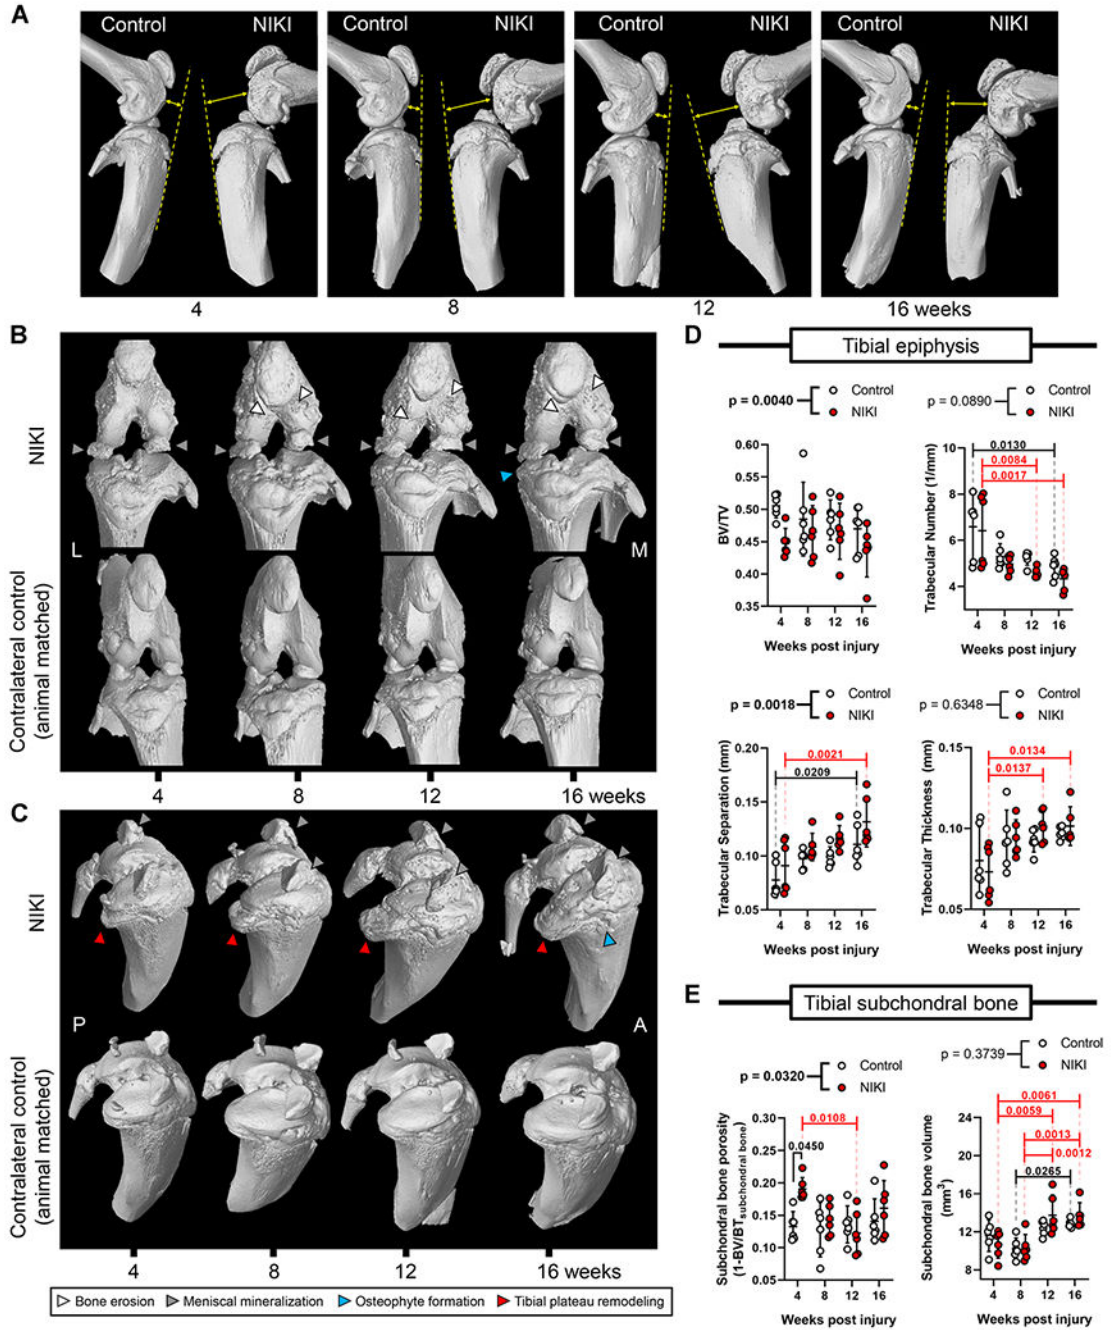 A
Control NIKI
Control NIKI
Control NIKI
Control NIKI
4 8 12 16 weeks
B
NIKI
L M
Contralateral control
(animal matched)
4 8 12 16 weeks
C
NIKI
P A
Contralateral control
(animal matched)
4 8 12 16 weeks
Bone erosion Meniscal mineralization Osteophyte formation Tibial plateau remodeling
D
Tibial epiphysis
p = 0.0040 Control
NIKI
BV/TV
0.60
0.55
0.50
0.45
0.40
0.35
4 8 12 16
Weeks post injury
p = 0.0890 Control
NIKI
Trabecular Number (1/mm)
0.0130
0.0084
0.0017
10
8
6
4
4 8 12 16
Weeks post injury
p = 0.0018 Control
NIKI
Trabecular Separation (mm)
0.0021
0.0209
0.20
0.15
0.10
0.05
4 8 12 16
Weeks post injury
p = 0.6348 Control
NIKI
Trabecular Thickness (mm)
0.0134
0.0137
0.15
0.10
0.05
4 8 12 16
Weeks post injury
E
Tibial subchondral bone
p = 0.0320 Control
NIKI
Subchondral bone porosity
(1-BV/BTsubchondral bone)
0.0108
0.0450
0.30
0.25
0.20
0.15
0.10
0.05
4 8 12 16
Weeks post injury
p = 0.3739 Control
NIKI
Subchondral bone volume
(mm³)
0.0061
0.0059
0.0013
0.0012
0.0265
24
20
16
12
8
4 8 12 16
Weeks post injury